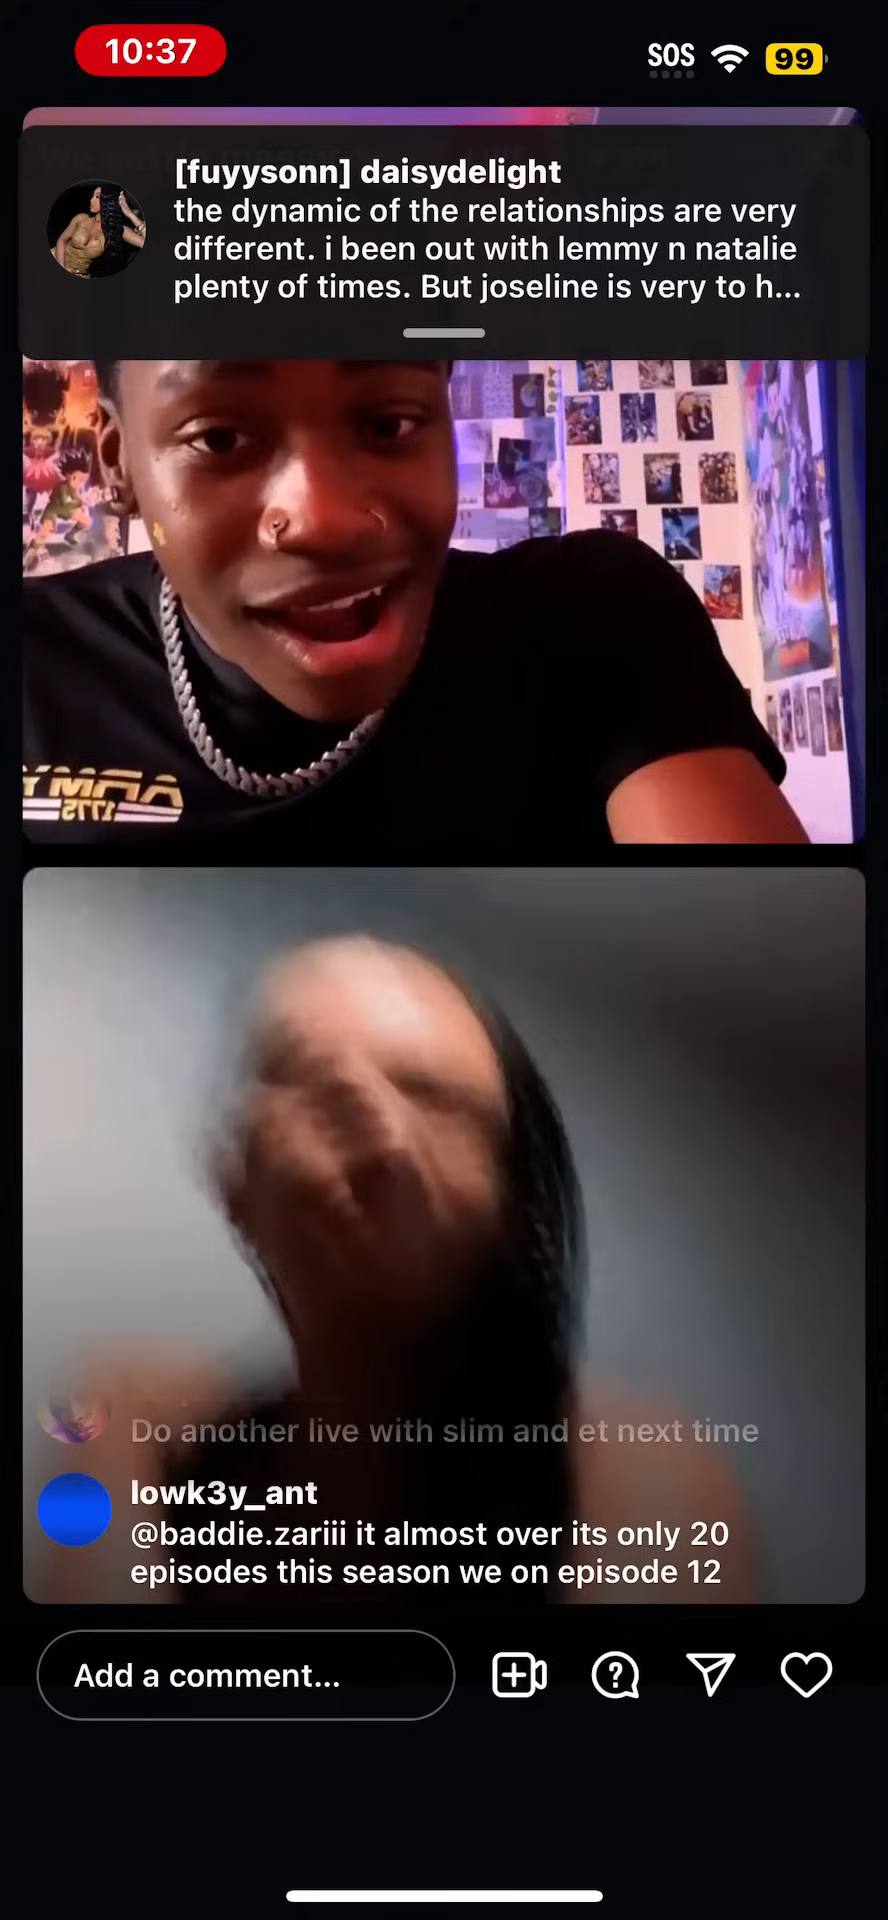 10:37
SOS
99
[fuyysonn] daisydelight
the dynamic of the relationships are very
different. i been out with lemmy n natalie
plenty of times. But joseline is very to h...
ARMY
1775
Do another live with slim and et next time
lowk3y_ant
@baddie.zariii it almost over its only 20
episodes this season we on episode 12
Add a comment...